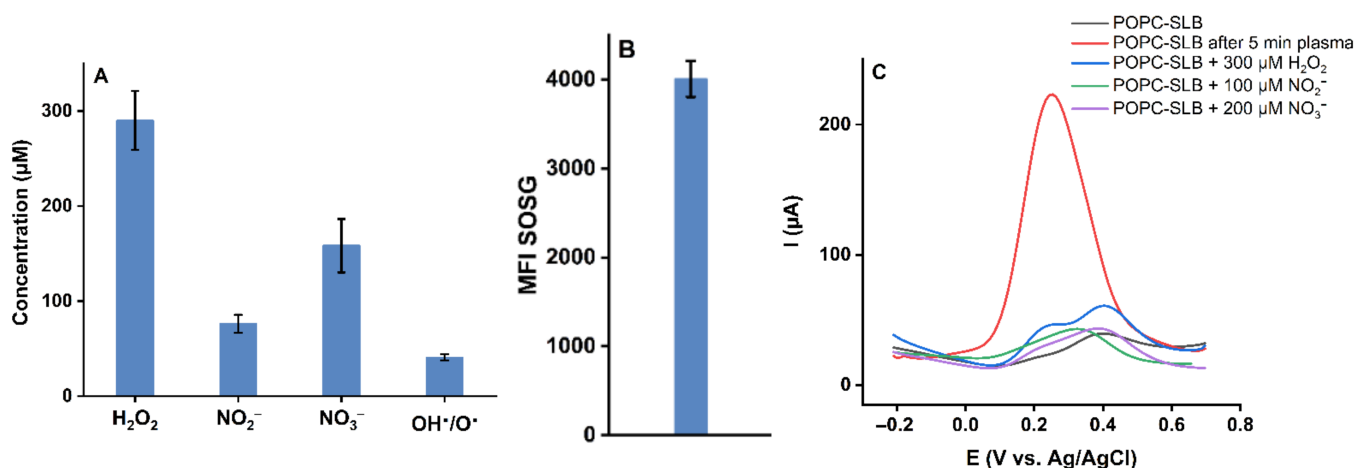 A
Concentration (µM)
300
200
100
0
H₂O₂ NO₂⁻ NO₃⁻ OH•/O•
B
MFI SOSG
4000
3000
2000
1000
0
C
POPC-SLB
POPC-SLB after 5 min plasma
POPC-SLB + 300 µM H₂O₂
POPC-SLB + 100 µM NO₂⁻
POPC-SLB + 200 µM NO₃⁻
I (µA)
200
100
0
−0.2 0.0 0.2 0.4 0.6 0.8
E (V vs. Ag/AgCl)